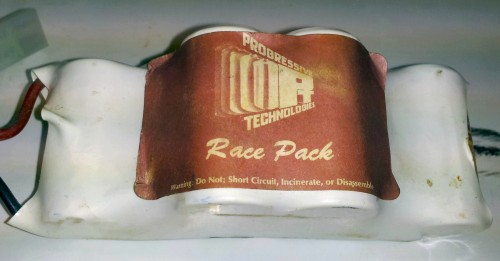 PROGRESSIVE
R
TECHNOLOGIES
Race Pack
Warning: Do Not; Short Circuit, Incinerate, or Disassemble